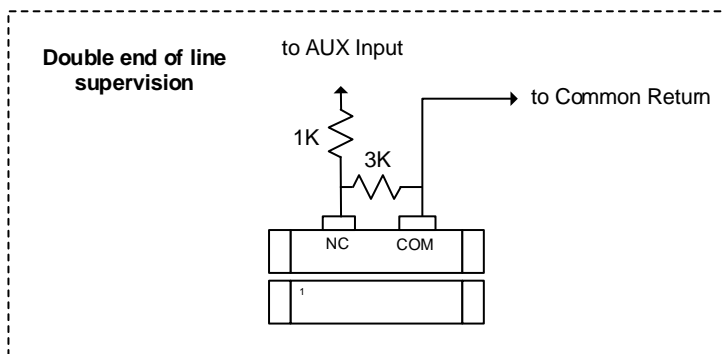 Double end of line
supervision
to AUX Input
to Common Return
1K
3K
NC
COM
1